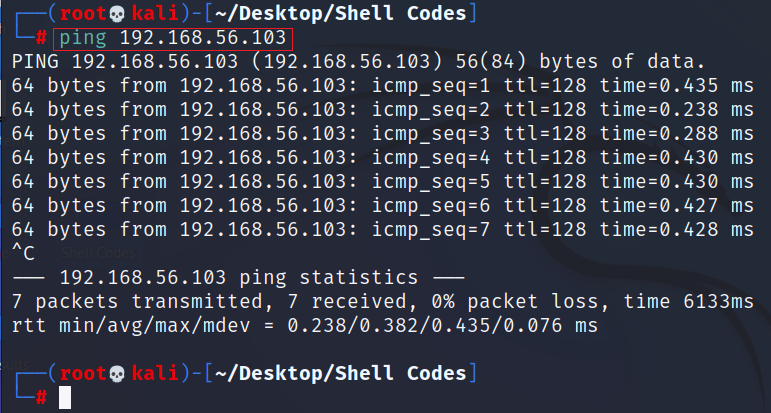 ┌──(root💀kali)-[~/Desktop/Shell Codes]
└─# ping 192.168.56.103
PING 192.168.56.103 (192.168.56.103) 56(84) bytes of data.
64 bytes from 192.168.56.103: icmp_seq=1 ttl=128 time=0.435 ms
64 bytes from 192.168.56.103: icmp_seq=2 ttl=128 time=0.238 ms
64 bytes from 192.168.56.103: icmp_seq=3 ttl=128 time=0.288 ms
64 bytes from 192.168.56.103: icmp_seq=4 ttl=128 time=0.430 ms
64 bytes from 192.168.56.103: icmp_seq=5 ttl=128 time=0.430 ms
64 bytes from 192.168.56.103: icmp_seq=6 ttl=128 time=0.427 ms
64 bytes from 192.168.56.103: icmp_seq=7 ttl=128 time=0.428 ms
^C
Shell Codes
--- 192.168.56.103 ping statistics ---
7 packets transmitted, 7 received, 0% packet loss, time 6133ms
rtt min/avg/max/mdev = 0.238/0.382/0.435/0.076 ms
┌──(root💀kali)-[~/Desktop/Shell Codes]
└─#